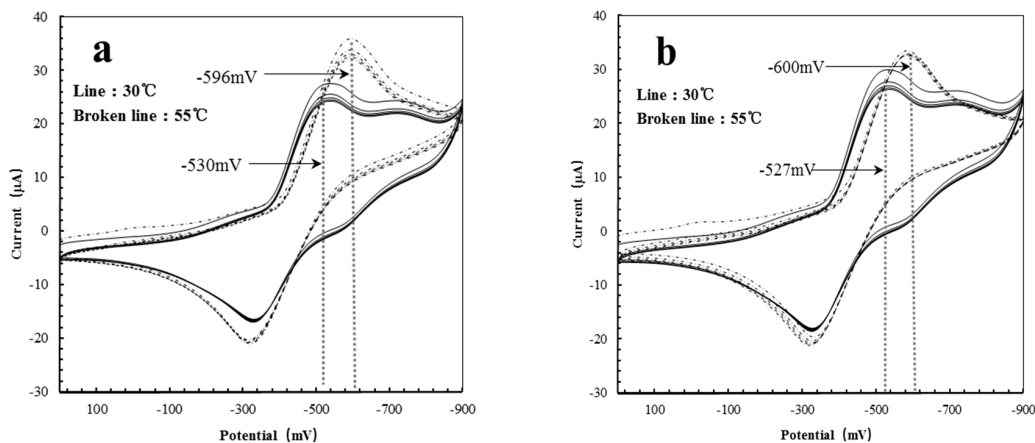 a
40
30
20
10
0
-10
-20
-30
Current (μA)
-596mV
Line : 30℃
Broken line : 55℃
-530mV
100 -100 -300 -500 -700 -900
Potential (mV)
b
40
30
20
10
0
-10
-20
-30
Current (μA)
-600mV
Line : 30℃
Broken line : 55℃
-527mV
100 -100 -300 -500 -700 -900
Potential (mV)